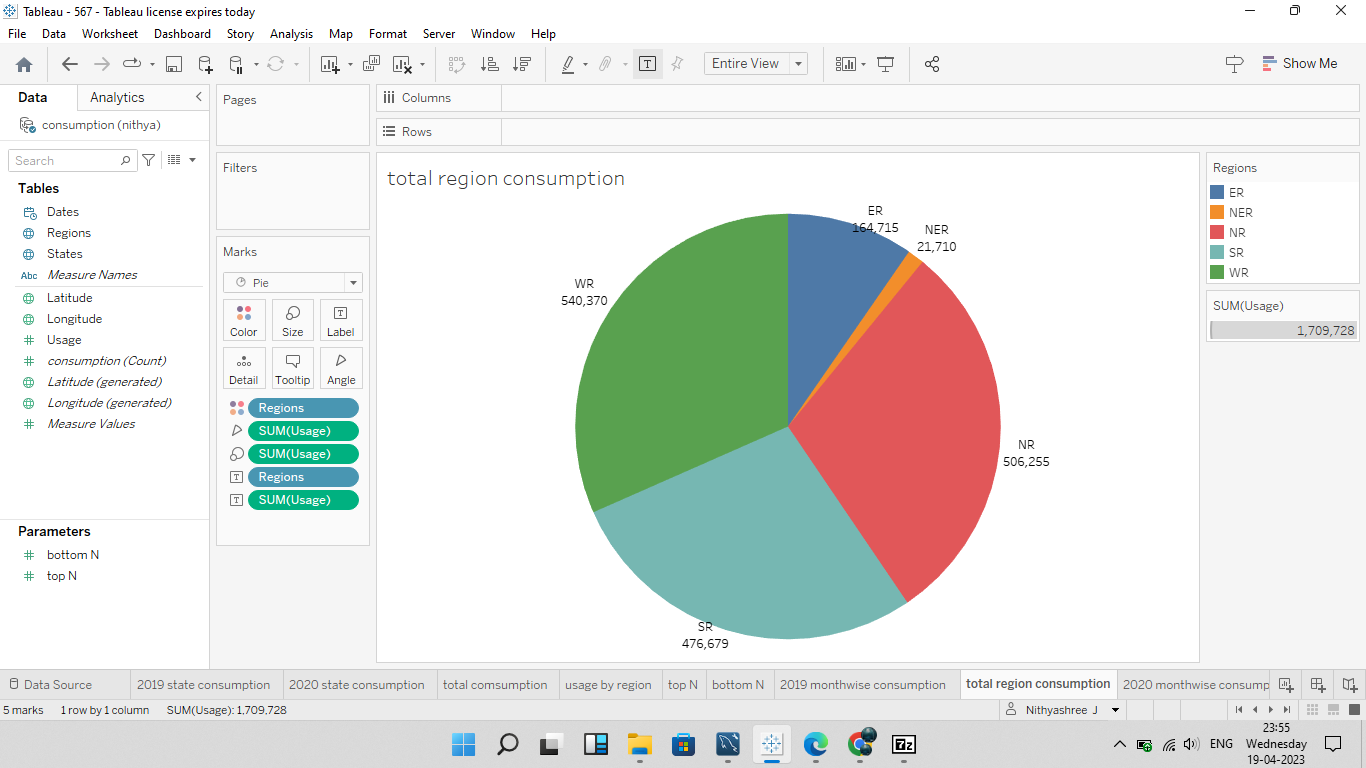 Tableau - 567 - Tableau license expires today
File Data Worksheet Dashboard Story Analysis Map Format Server Window Help
Entire View
Show Me
Data Analytics
consumption (nithya)
Search
Tables
Dates
Regions
States
Abc Measure Names
Latitude
Longitude
Usage
consumption (Count)
Latitude (generated)
Longitude (generated)
Measure Values
Parameters
bottom N
top N
Pages
Filters
Marks
Pie
Color Size Label
Detail Tooltip Angle
Regions
SUM(Usage)
SUM(Usage)
Regions
SUM(Usage)
Columns
Rows
total region consumption
ER
164,715
NER
21,710
WR
540,370
NR
506,255
SR
476,679
Regions
ER
NER
NR
SR
WR
SUM(Usage)
1,709,728
Data Source 2019 state consumption 2020 state consumption total comsumption usage by region top N bottom N 2019 monthwise consumption total region consumption 2020 monthwise consump
5 marks 1 row by 1 column SUM(Usage): 1,709,728 Nithyashree J
7z
ENG
23:55
Wednesday
19-04-2023